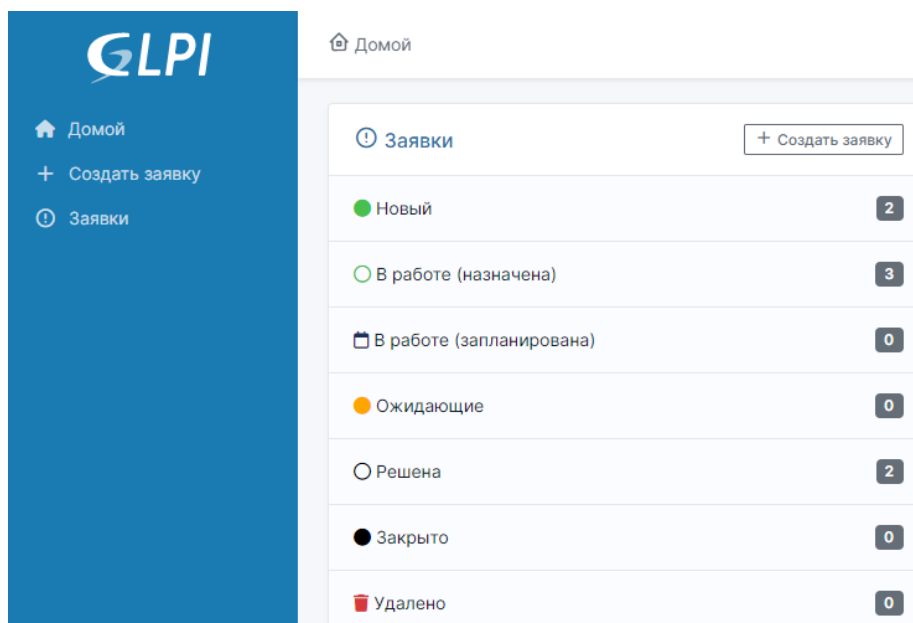 GLPI
Домой
Создать заявку
Заявки
Домой
Заявки
+ Создать заявку
Новый 2
В работе (назначена) 3
В работе (запланирована) 0
Ожидающие 0
Решена 2
Закрыто 0
Удалено 0